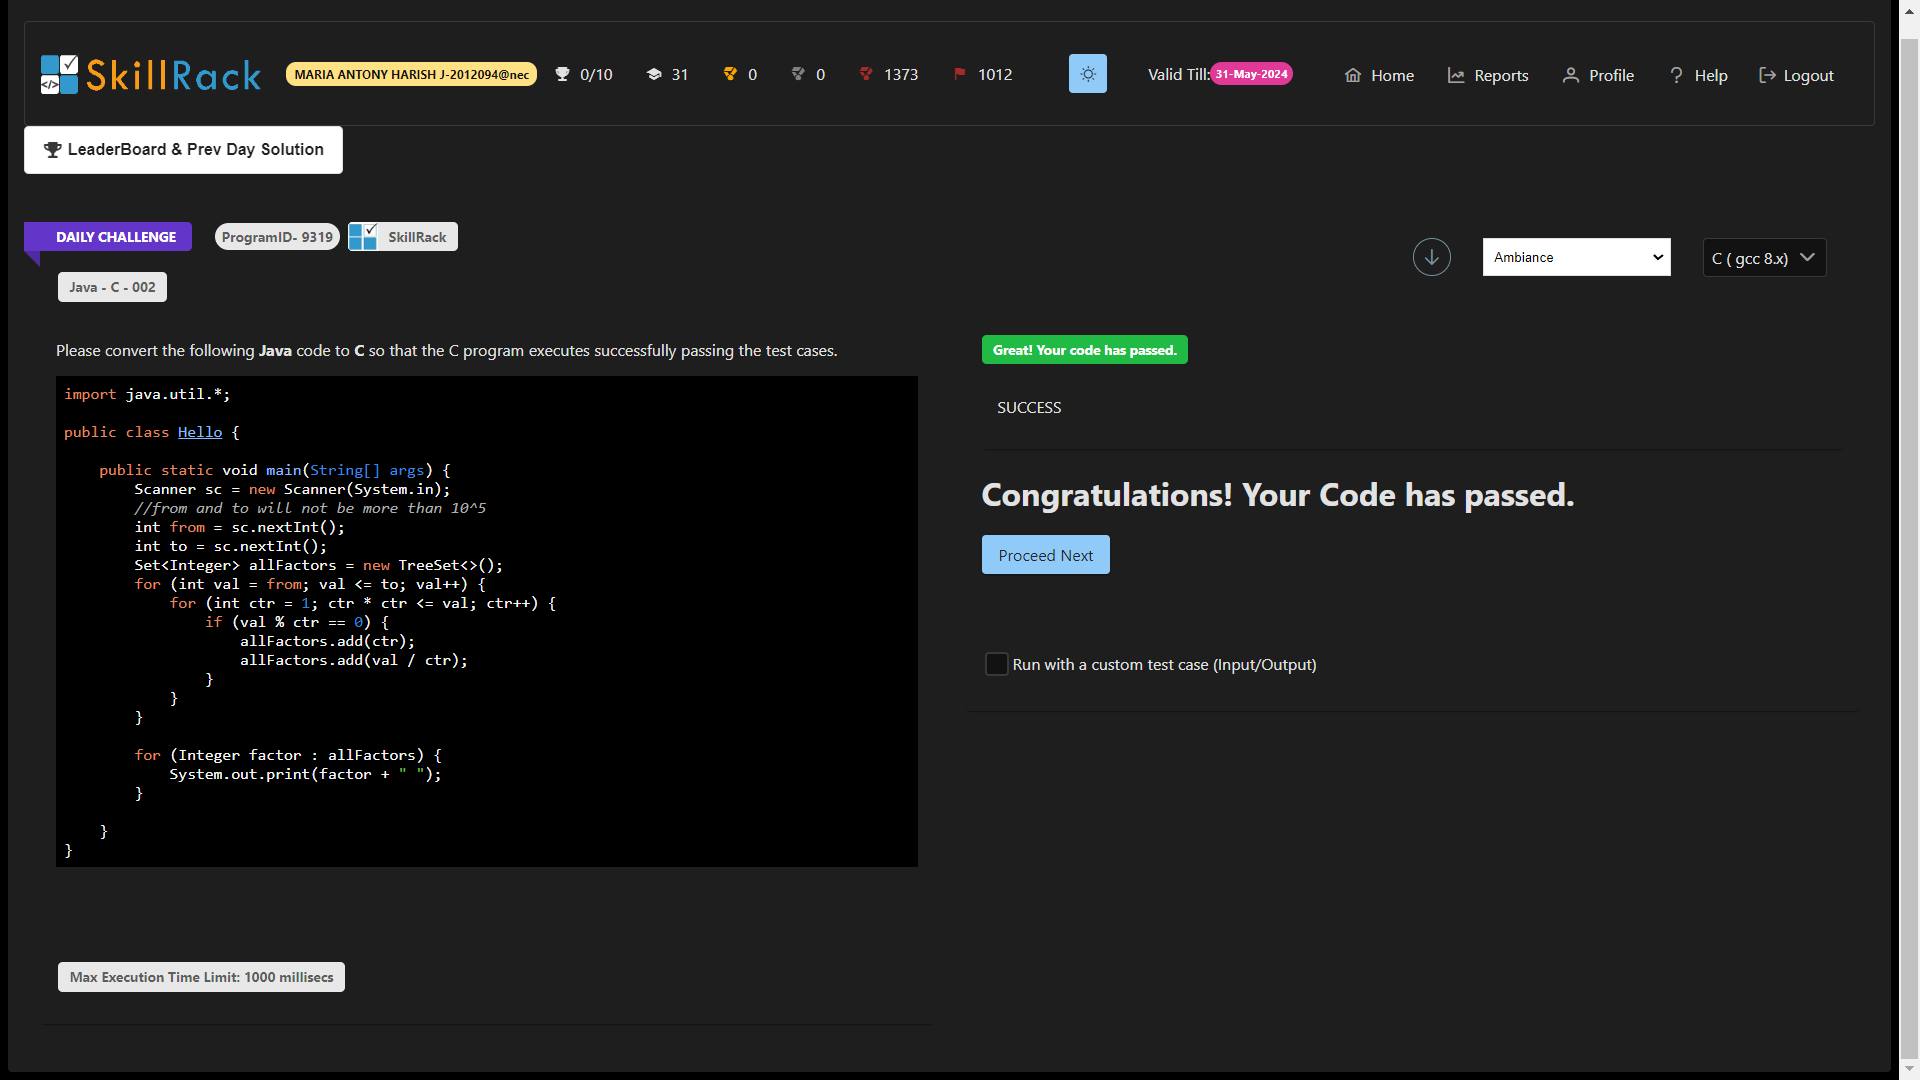 SkillRack MARIA ANTONY HARISH J-2012094@nec 0/10 31 0 0 1373 1012 Valid Till: 31-May-2024 Home Reports Profile ? Help Logout
LeaderBoard & Prev Day Solution
DAILY CHALLENGE ProgramID- 9319 SkillRack
Ambiance C ( gcc 8.x)
Java - C - 002
Please convert the following Java code to C so that the C program executes successfully passing the test cases.
import java.util.*;
public class Hello {
public static void main(String[] args) {
Scanner sc = new Scanner(System.in);
//from and to will not be more than 10^5
int from = sc.nextInt();
int to = sc.nextInt();
Set<Integer> allFactors = new TreeSet<>();
for (int val = from; val <= to; val++) {
for (int ctr = 1; ctr * ctr <= val; ctr++) {
if (val % ctr == 0) {
allFactors.add(ctr);
allFactors.add(val / ctr);
}
}
}
for (Integer factor : allFactors) {
System.out.print(factor + " ");
}
}
}
Max Execution Time Limit: 1000 millisecs
Great! Your code has passed.
SUCCESS
Congratulations! Your Code has passed.
Proceed Next
Run with a custom test case (Input/Output)